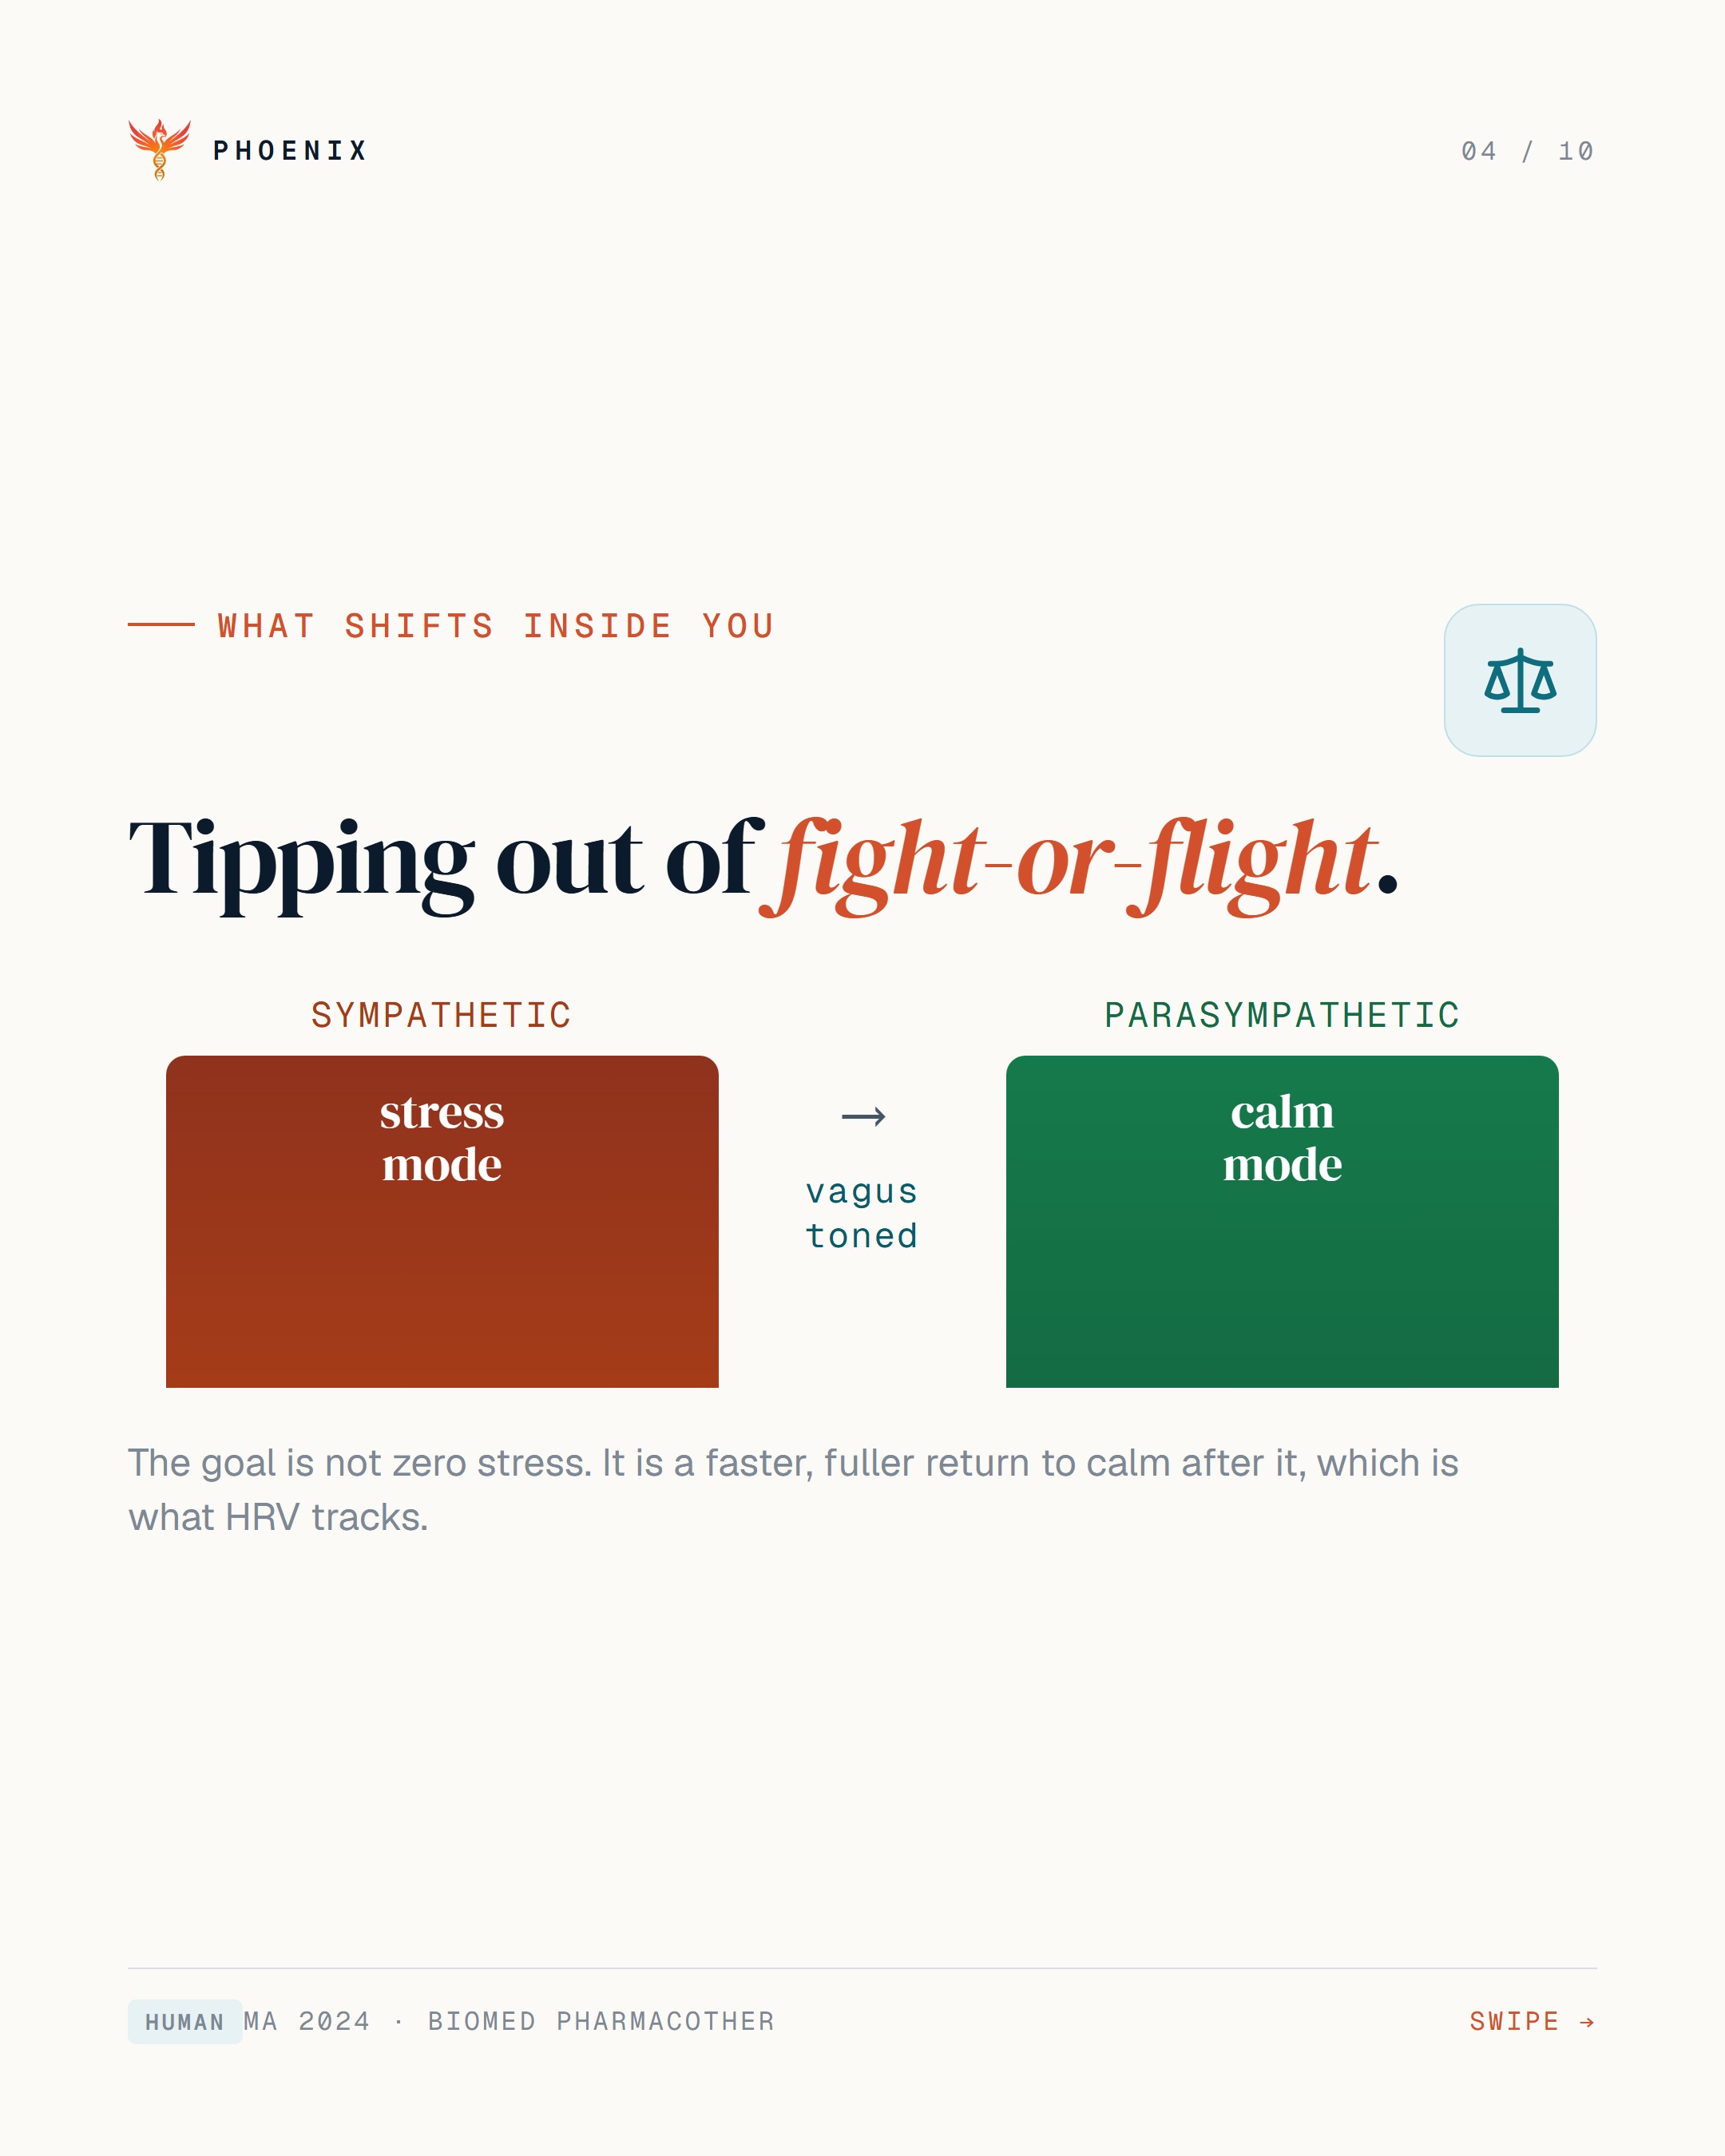 PHOENIX
04 / 10
WHAT SHIFTS INSIDE YOU
Tipping out of fight-or-flight.
SYMPATHETIC
stress
mode
→
vagus
toned
PARASYMPATHETIC
calm
mode
The goal is not zero stress. It is a faster, fuller return to calm after it, which is
what HRV tracks.
HUMAN MA 2024 · BIOMED PHARMACOTHER
SWIPE →